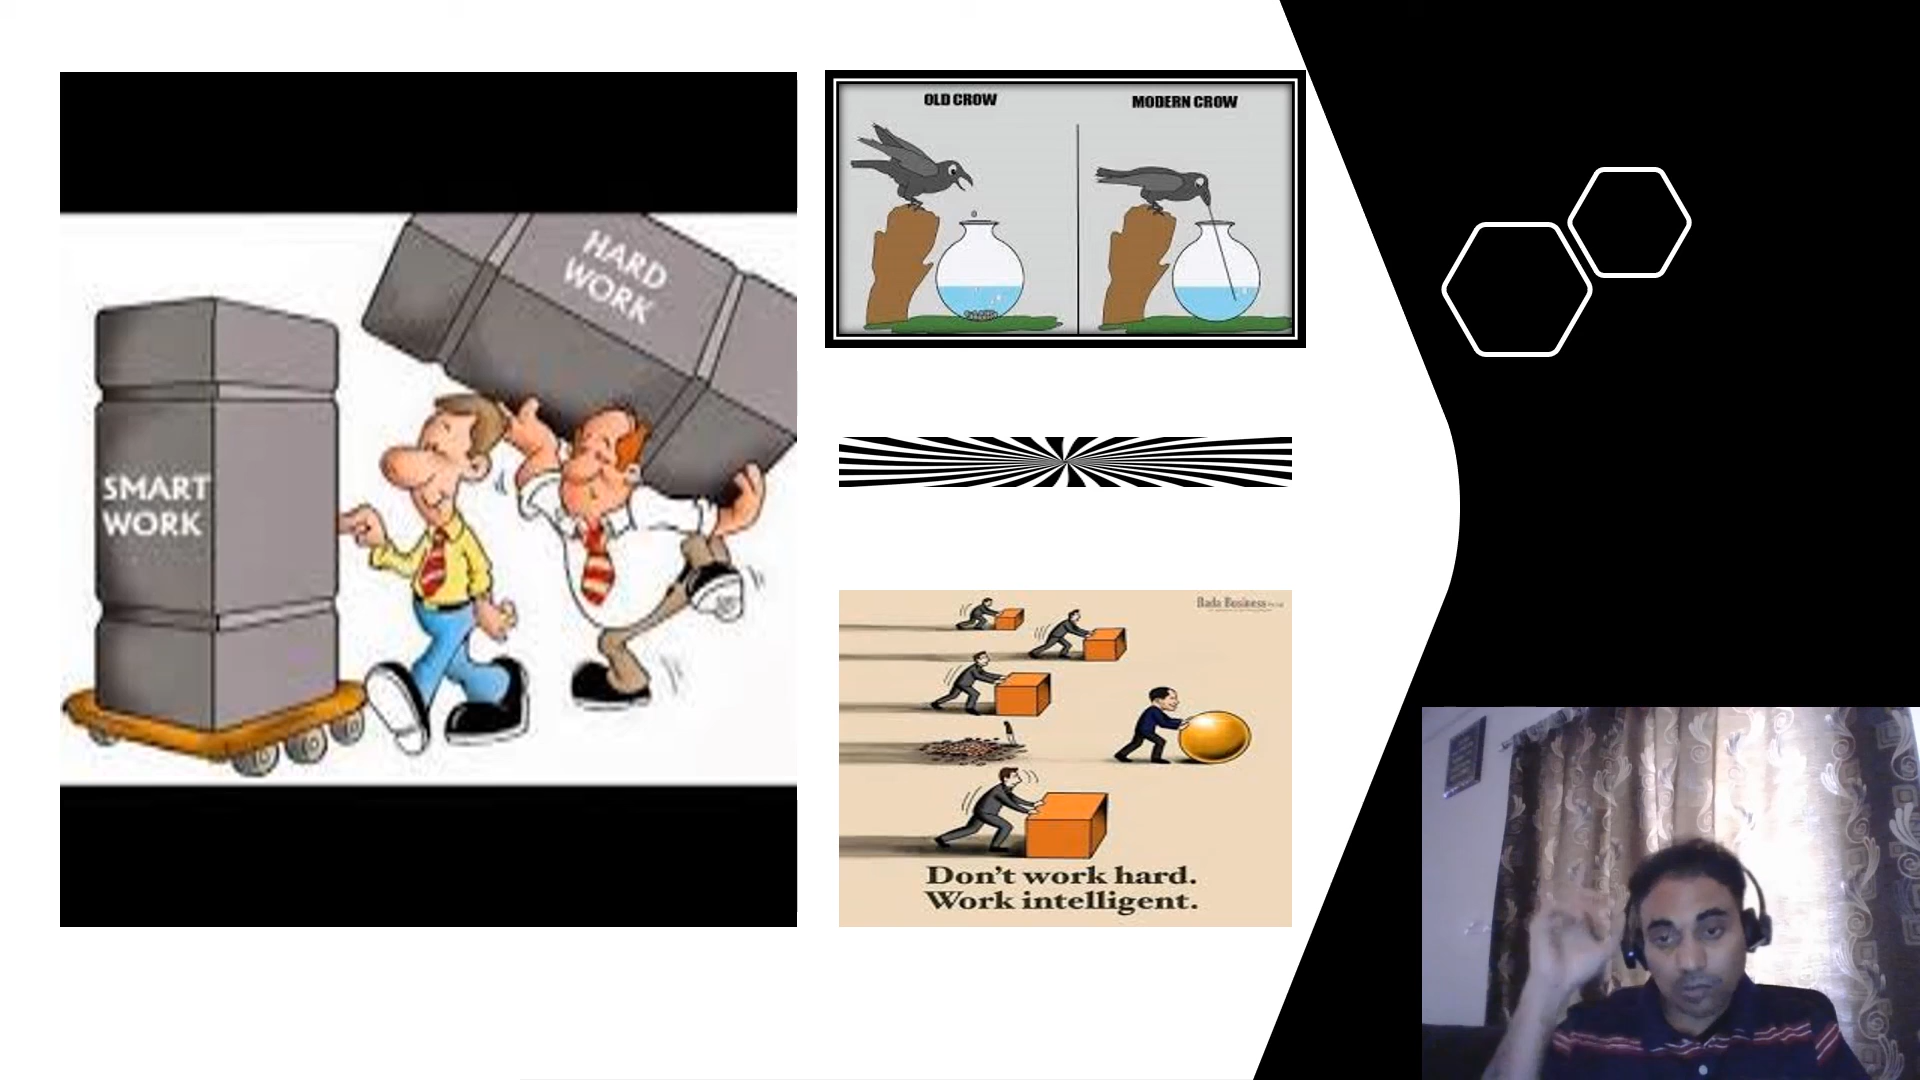 HARD
WORK
SMART
WORK
OLD CROW
MODERN CROW
Bada Business
Don't work hard.
Work intelligent.